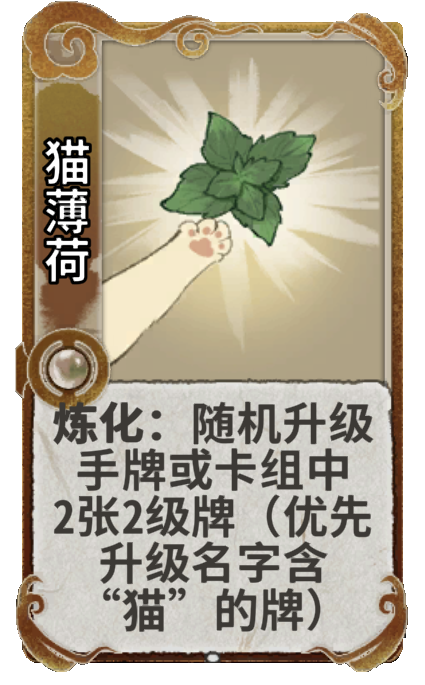 猫薄荷
炼化：随机升级
手牌或卡组中
2张2级牌（优先
升级名字含
“猫”的牌）